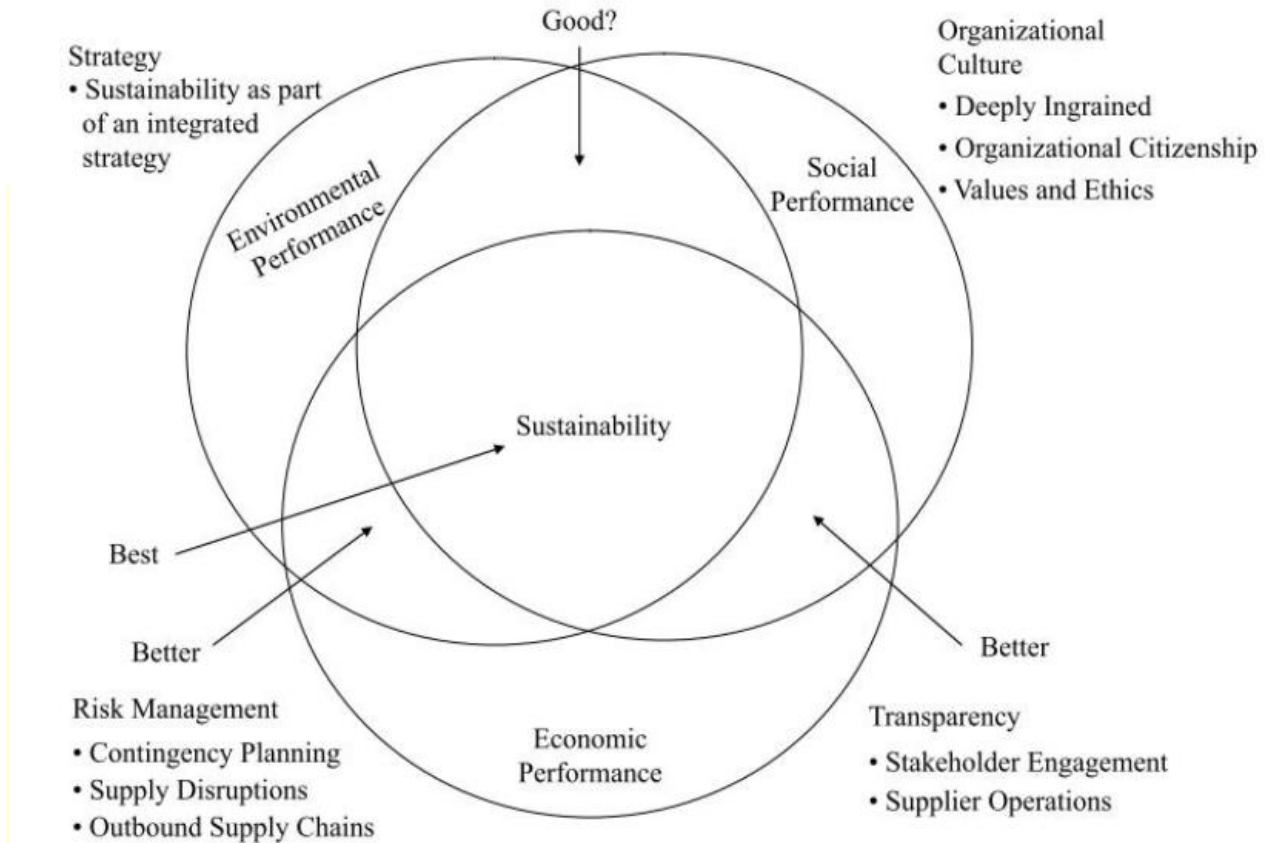 Good?
Strategy
• Sustainability as part
of an integrated
strategy
Organizational
Culture
• Deeply Ingrained
• Organizational Citizenship
• Values and Ethics
Environmental
Performance
Social
Performance
Sustainability
Best
Better
Better
Risk Management
• Contingency Planning
• Supply Disruptions
• Outbound Supply Chains
Economic
Performance
Transparency
• Stakeholder Engagement
• Supplier Operations